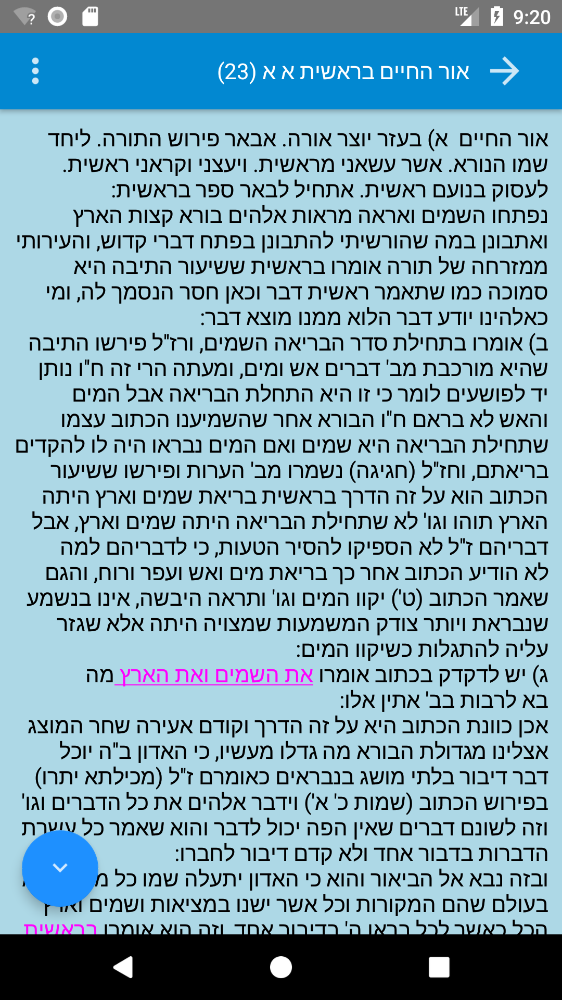 LTE 9:20
אור החיים בראשית א א (23)
אור החיים  א) בעזר יוצר אורה. אבאר פירוש התורה. ליחד
שמו הנורא. אשר עשאני מראשית. ויעצני וקראני ראשית.
לעסוק בנועם ראשית. אתחיל לבאר ספר בראשית:
נפתחו השמים ואראה מראות אלהים בורא קצות הארץ
ואתבונן במה שהורשיתי להתבונן בפתח דברי קדוש, והעירותי
ממזרחה של תורה אומרו בראשית ששיעור התיבה היא
סמוכה כמו שתאמר ראשית דבר וכאן חסר הנסמך לה, ומי
כאלהינו יודע דבר הלוא ממנו מוצא דבר:
ב) אומרו בתחילת סדר הבריאה השמים, ורז"ל פירשו התיבה
שהיא מורכבת מב' דברים אש ומים, ומעתה הרי זה ח"ו נותן
יד לפושעים לומר כי זו היא התחלת הבריאה אבל המים
והאש לא בראם ח"ו הבורא אחר שהשמיענו הכתוב עצמו
שתחילת הבריאה היא שמים ואם המים נבראו היה לו להקדים
בריאתם, וחז"ל (חגיגה) נשמרו מב' הערות ופירשו ששיעור
הכתוב הוא על זה הדרך בראשית בריאת שמים וארץ היתה
הארץ תוהו וגו' לא שתחילת הבריאה היתה שמים וארץ, אבל
דבריהם ז"ל לא הספיקו להסיר הטעות, כי לדבריהם למה
לא הודיע הכתוב אחר כך בריאת מים ואש ועפר ורוח, והגם
שאמר הכתוב (ט') יקוו המים וגו' ותראה היבשה, אינו בנשמע
שנבראת ויותר צודק המשמעות שמצויה היתה אלא שגזר
עליה להתגלות כשיקוו המים:
ג) יש לדקדק בכתוב אומרו את השמים ואת הארץ מה
בא לרבות בב' אתין אלו:
אכן כוונת הכתוב היא על זה הדרך וקודם אעירה שחר המוצג
אצלינו מגדולת הבורא מה גדלו מעשיו, כי האדון ב"ה יוכל
דבר דיבור בלתי מושג בנבראים כאומרם ז"ל (מכילתא יתרו)
בפירוש הכתוב (שמות כ' א') וידבר אלהים את כל הדברים וגו'
וזה לשונם דברים שאין הפה יכול לדבר והוא שאמר כל עשרת
הדברות בדבור אחד ולא קדם דיבור לחברו:
ובזה נבא אל הביאור והוא כי האדון יתעלה שמו כל
בעולם שהם המקורות וכל אשר ישנו במציאות ושמים וארץ
הכל כאשר לכל בראו ה' בדיבור אחד, וזה הוא אומרו בראשית